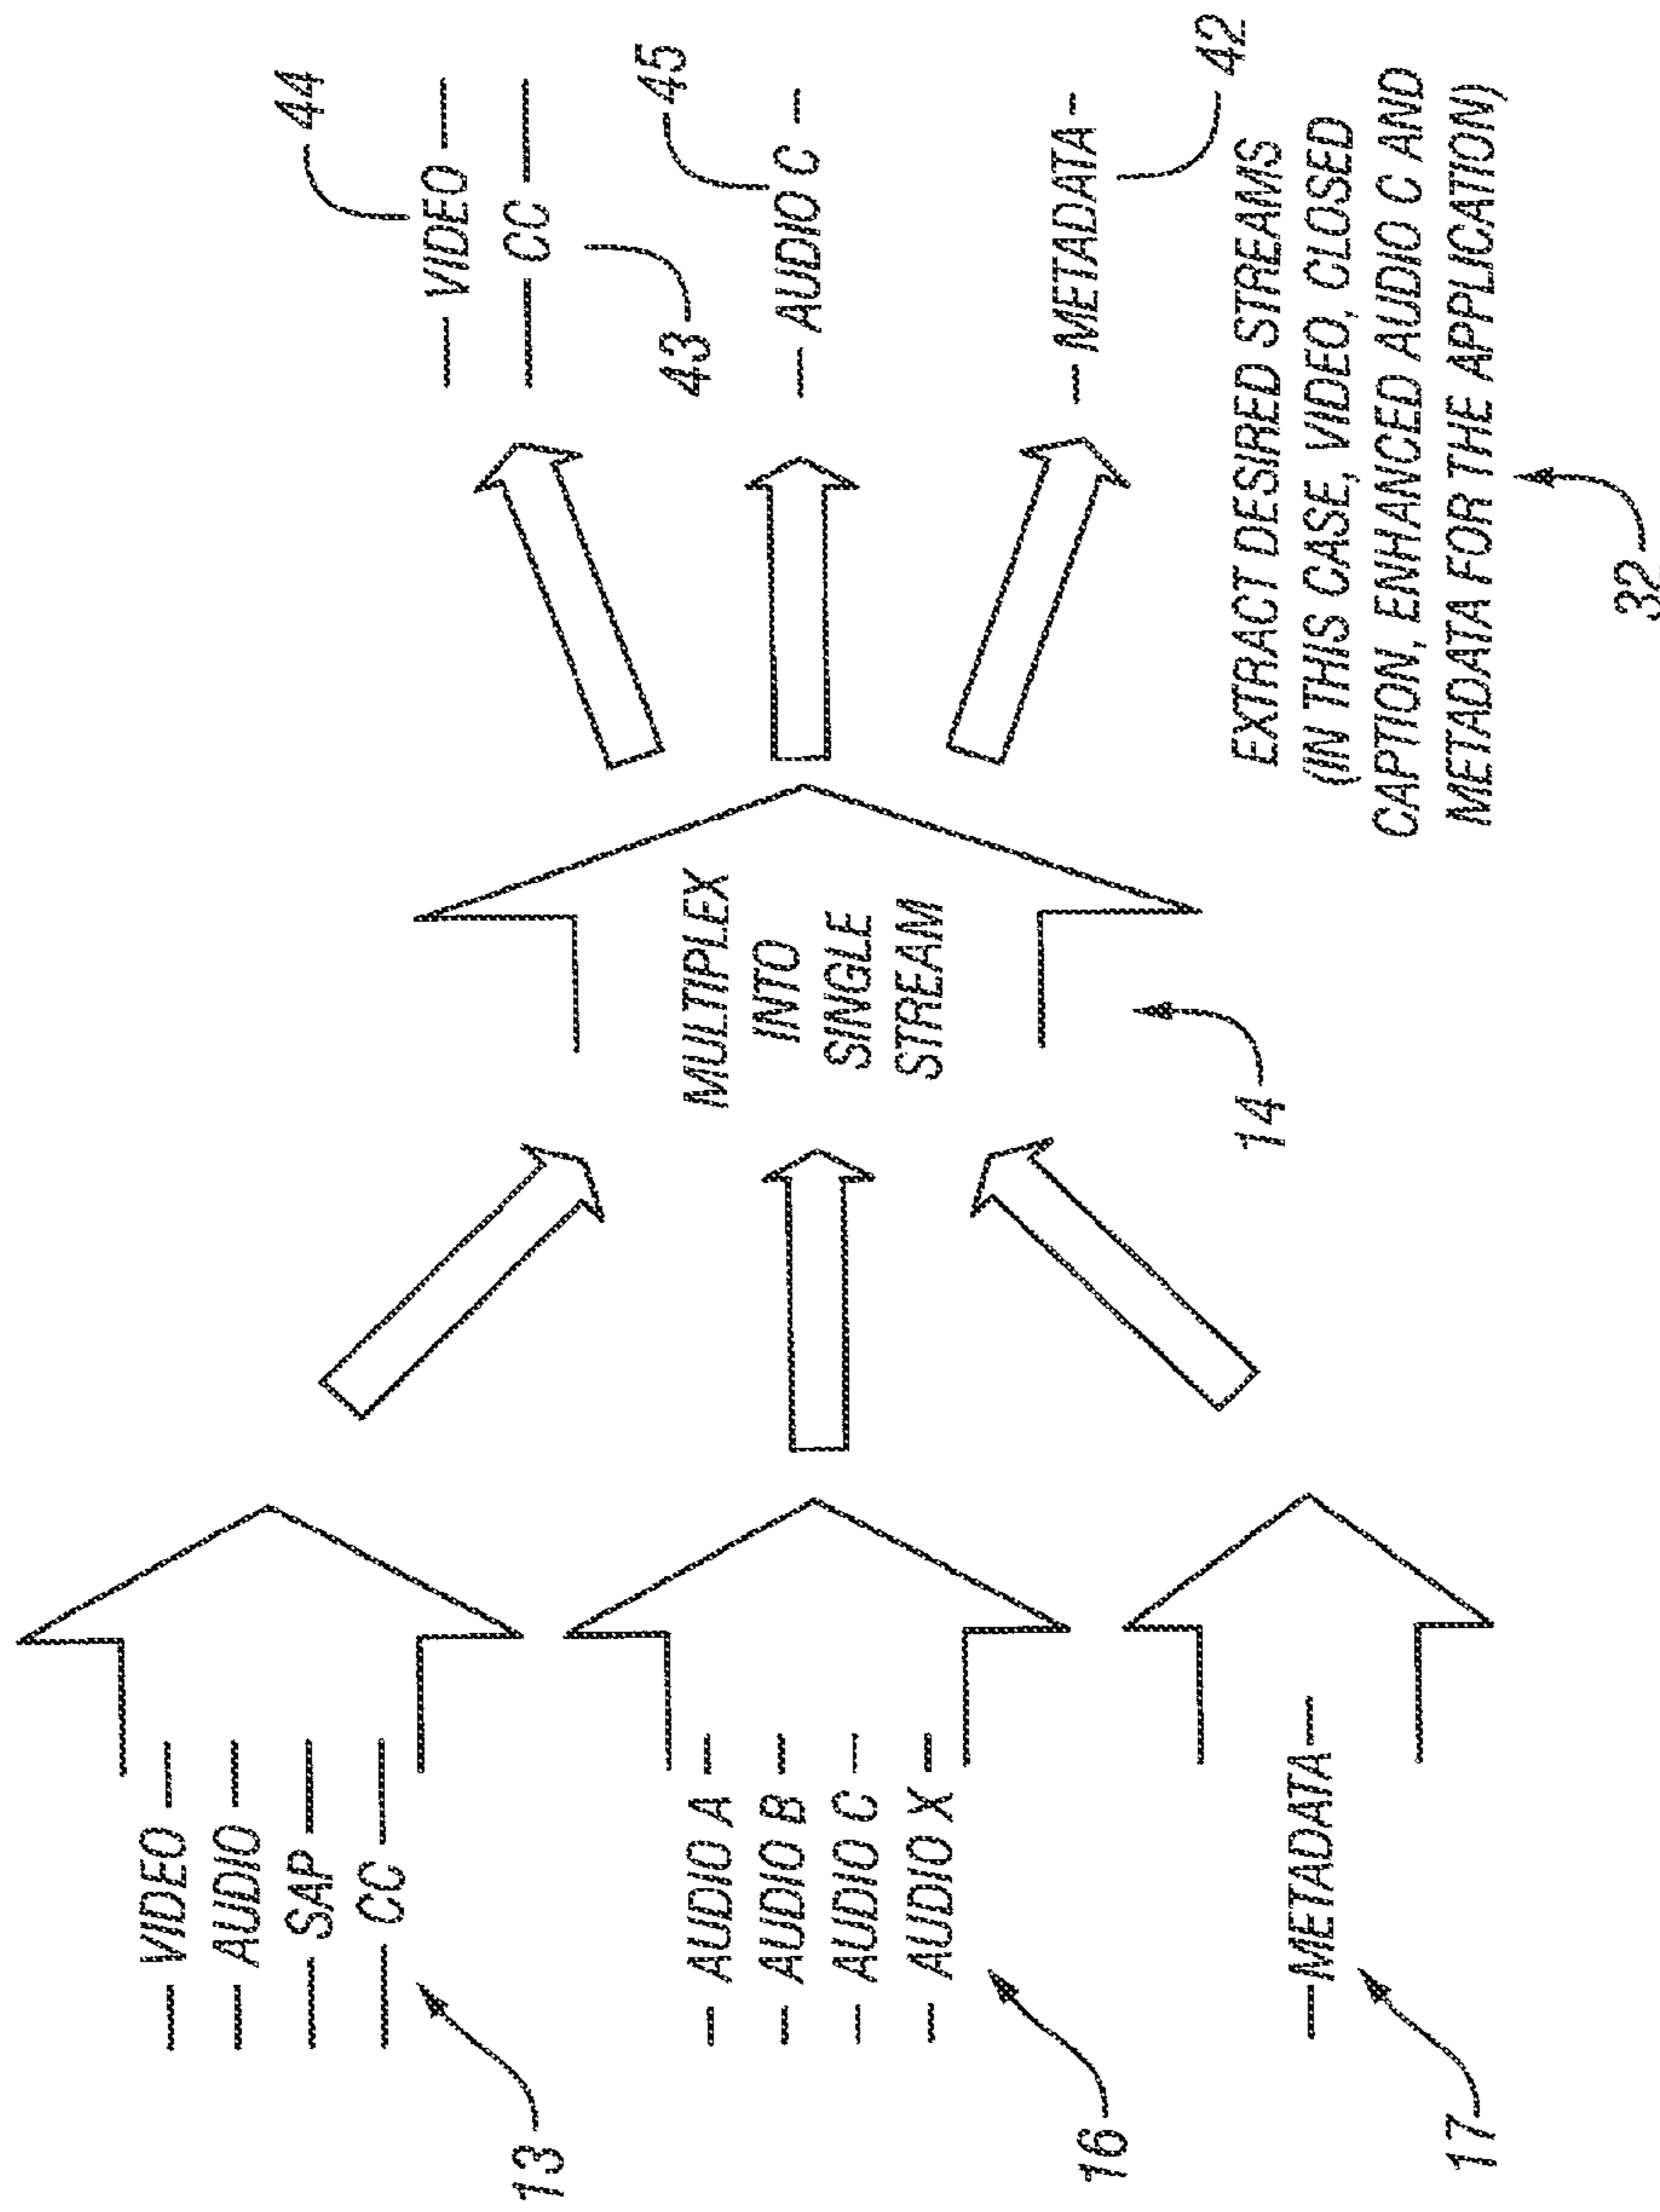 VIDEO
AUDIO
SAP
CC
13
AUDIO A
AUDIO B
AUDIO C
AUDIO X
16
METADATA
17
MULTIPLEX
INTO
SINGLE
STREAM
14
44
VIDEO
CC
43
45
AUDIO C
METADATA
42
EXTRACT DESIRED STREAMS
(IN THIS CASE, VIDEO, CLOSED
CAPTION, ENHANCED AUDIO C AND
METADATA FOR THE APPLICATION)
32